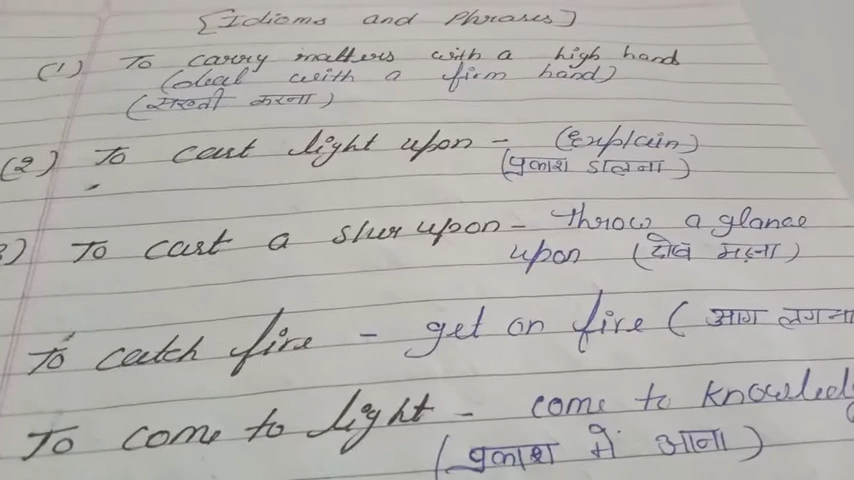 [Idioms and Phrases]
(1) To carry matters with a high hand
(deal with a firm hand)
(सख्ती करना)
(2) To cast light upon - (Explain)
(प्रकाश डालना)
) To cast a slur upon - Throw a glance
upon (दोष मढ़ना)
To catch fire - get on fire (आग लगना
To come to light - come to knowledg
(प्रकाश में आना)